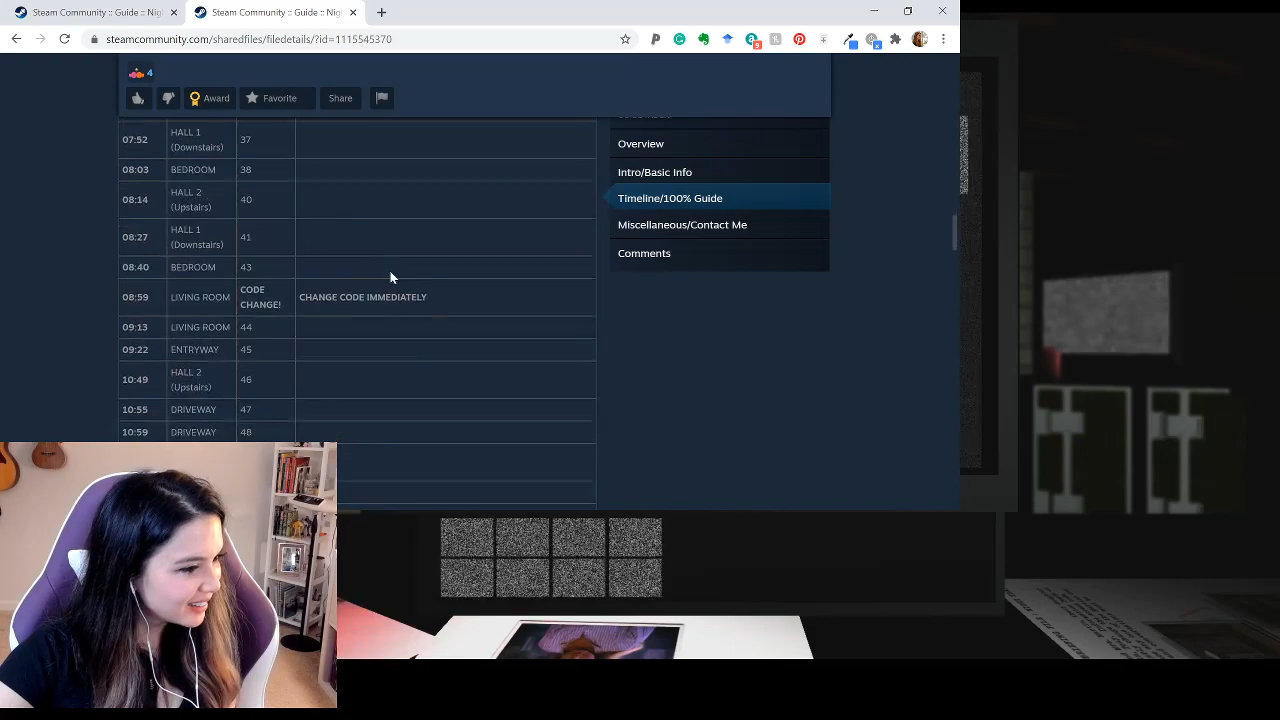 Steam Community :: Guide :: Nigl
Steam Community :: Guide :: Nigl
steamcommunity.com/sharedfiles/filedetails/?id=1115545370
4
Award
Favorite
Share
07:52 HALL 1 (Downstairs) 37
08:03 BEDROOM 38
08:14 HALL 2 (Upstairs) 40
08:27 HALL 1 (Downstairs) 41
08:40 BEDROOM 43
08:59 LIVING ROOM CODE CHANGE! CHANGE CODE IMMEDIATELY
09:13 LIVING ROOM 44
09:22 ENTRYWAY 45
10:49 HALL 2 (Upstairs) 46
10:55 DRIVEWAY 47
10:59 DRIVEWAY 48
Overview
Intro/Basic Info
Timeline/100% Guide
Miscellaneous/Contact Me
Comments